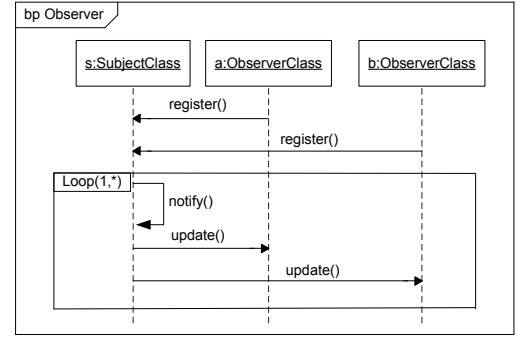 bp Observer
s:SubjectClass
a:ObserverClass
b:ObserverClass
register()
register()
Loop(1,*)
notify()
update()
update()